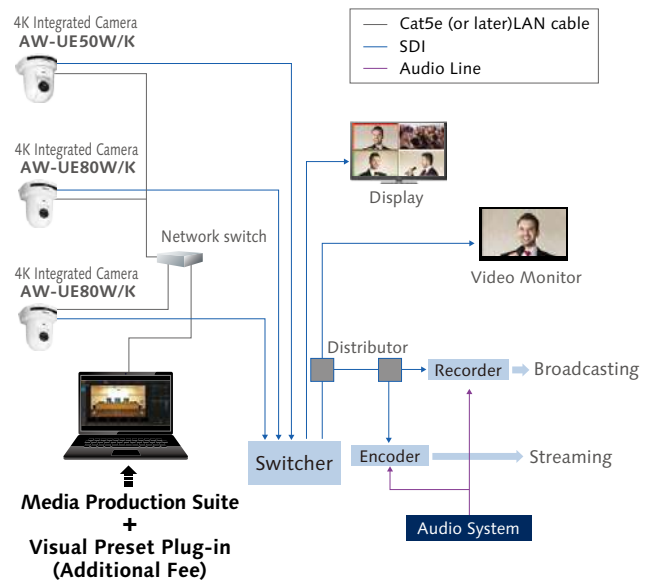 4K Integrated Camera
AW-UE50W/K
Cat5e (or later)LAN cable
SDI
Audio Line
4K Integrated Camera
AW-UE80W/K
Display
Network switch
4K Integrated Camera
AW-UE80W/K
Video Monitor
Distributor
Recorder
Broadcasting
Switcher
Encoder
Streaming
Media Production Suite
+
Visual Preset Plug-in
(Additional Fee)
Audio System